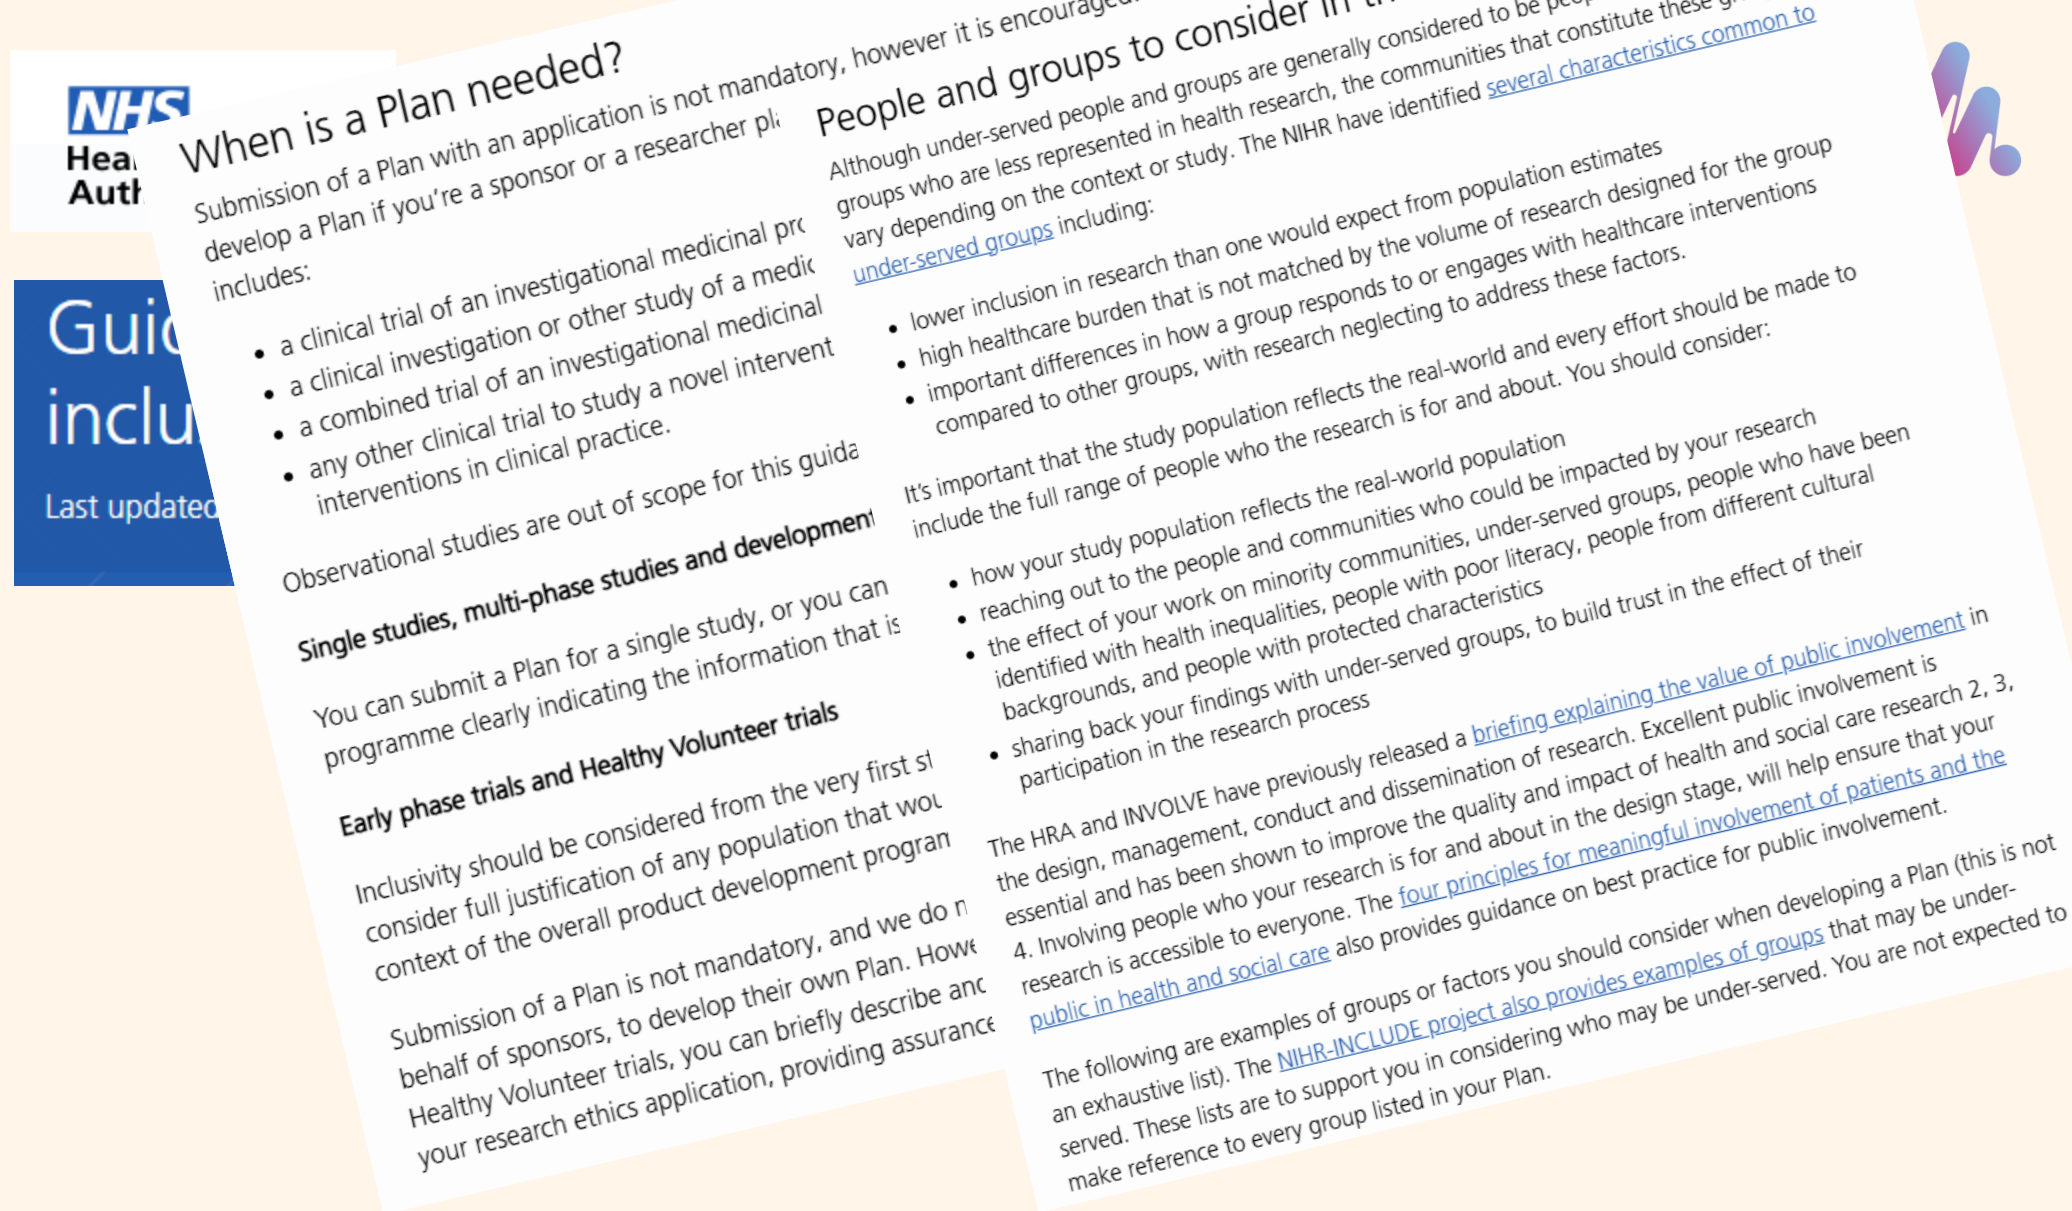 NHS
Guid
inclu
Last updated
When is a Plan needed?
Submission of a Plan with an application is not mandatory, however it is encouraged.
develop a Plan if you're a sponsor or a researcher
includes:
• a clinical trial of an investigational medicinal
• a clinical investigation or other study of a
• a combined trial of an investigational medicinal
• any other clinical trial to study a novel
interventions in clinical practice.
Observational studies are out of scope for this
Single studies, multi-phase studies and development
You can submit a Plan for a single study, or you can
programme clearly indicating the information that is
Early phase trials and Healthy Volunteer trials
Inclusivity should be considered from the very first
consider full justification of any population that
context of the overall product development
Submission of a Plan is not mandatory, and we do
behalf of sponsors, to develop their own Plan.
Healthy Volunteer trials, you can briefly describe
your research ethics application, providing assurance
People and groups to consider in
Although under-served people and groups are generally considered to be
groups who are less represented in health research, the communities that constitute these
vary depending on the context or study. The NIHR have identified several characteristics common to
under-served groups including:
• lower inclusion in research than one would expect from population estimates
• high healthcare burden that is not matched by the volume of research designed for the group
• important differences in how a group responds to or engages with healthcare interventions
compared to other groups, with research neglecting to address these factors.
It's important that the study population reflects the real-world and every effort should be made to
include the full range of people who the research is for and about. You should consider:
• how your study population reflects the real-world population
• reaching out to the people and communities who could be impacted by your research
• the effect of your work on minority communities, under-served groups, people who have been
identified with health inequalities, people with poor literacy, people from different cultural
backgrounds, and people with protected characteristics
• sharing back your findings with under-served groups, to build trust in the effect of their
participation in the research process
The HRA and INVOLVE have previously released a briefing explaining the value of public involvement in
the design, management, conduct and dissemination of research. Excellent public involvement is
essential and has been shown to improve the quality and impact of health and social care research 2, 3,
4. Involving people who your research is for and about in the design stage, will help ensure that your
research is accessible to everyone. The four principles for meaningful involvement of patients and the
public in health and social care also provides guidance on best practice for public involvement.
The following are examples of groups or factors you should consider when developing a Plan (this is not
an exhaustive list). The NIHR-INCLUDE project also provides examples of groups that may be under-
served. These lists are to support you in considering who may be under-served. You are not expected to
make reference to every group listed in your Plan.